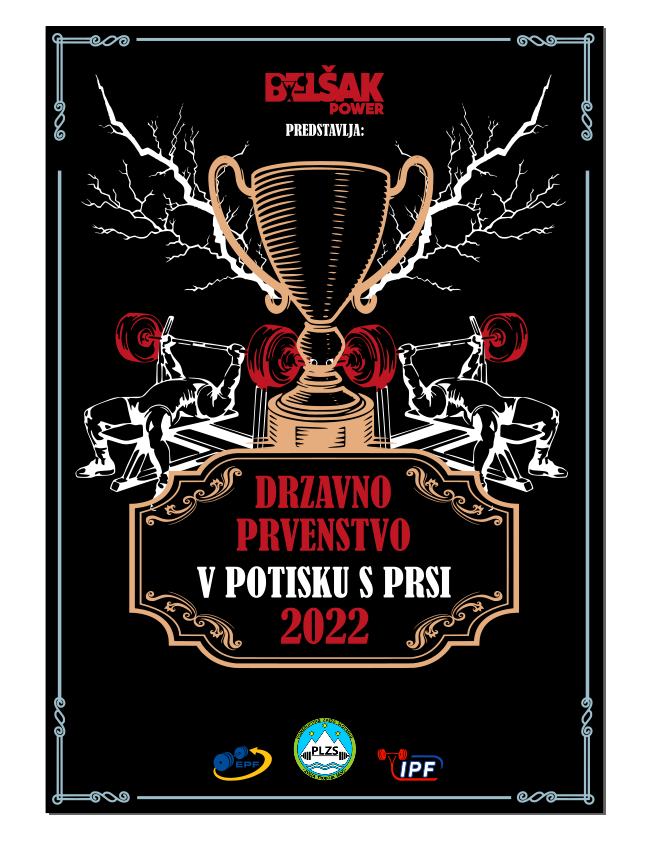 BELŠAK
POWER
PREDSTAVLJA:
DRZAVNO
PRVENSTVO
V POTISKU S PRSI
2022
EPF
PLZS
IPF